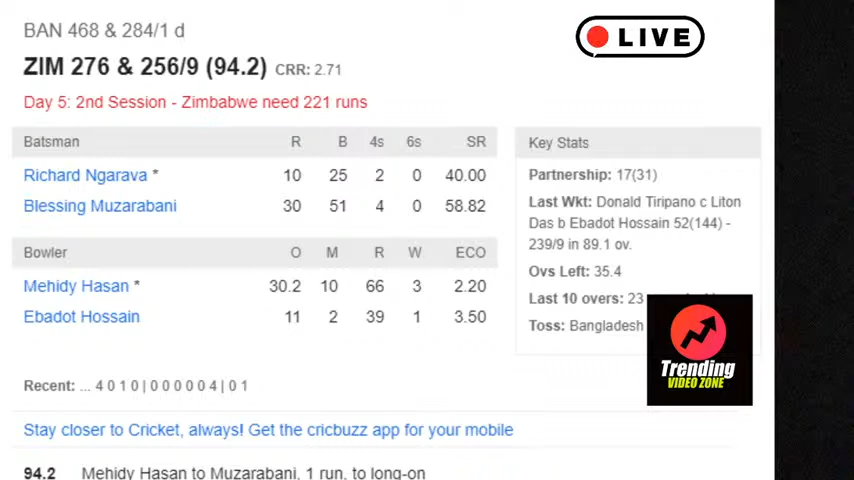 BAN 468 & 284/1 d
LIVE
ZIM 276 & 256/9 (94.2) CRR: 2.71
Day 5: 2nd Session - Zimbabwe need 221 runs
Batsman R B 4s 6s SR
Richard Ngarava * 10 25 2 0 40.00
Blessing Muzarabani 30 51 4 0 58.82
Bowler O M R W ECO
Mehidy Hasan * 30.2 10 66 3 2.20
Ebadot Hossain 11 2 39 1 3.50
Key Stats
Partnership: 17(31)
Last Wkt: Donald Tiripano c Liton
Das b Ebadot Hossain 52(144) -
239/9 in 89.1 ov.
Ovs Left: 35.4
Last 10 overs: 23
Toss: Bangladesh
Trending
VIDEO ZONE
Recent: ... 4 0 1 0 | 0 0 0 0 0 4 | 0 1
Stay closer to Cricket, always! Get the cricbuzz app for your mobile
94.2 Mehidy Hasan to Muzarabani, 1 run, to long-on